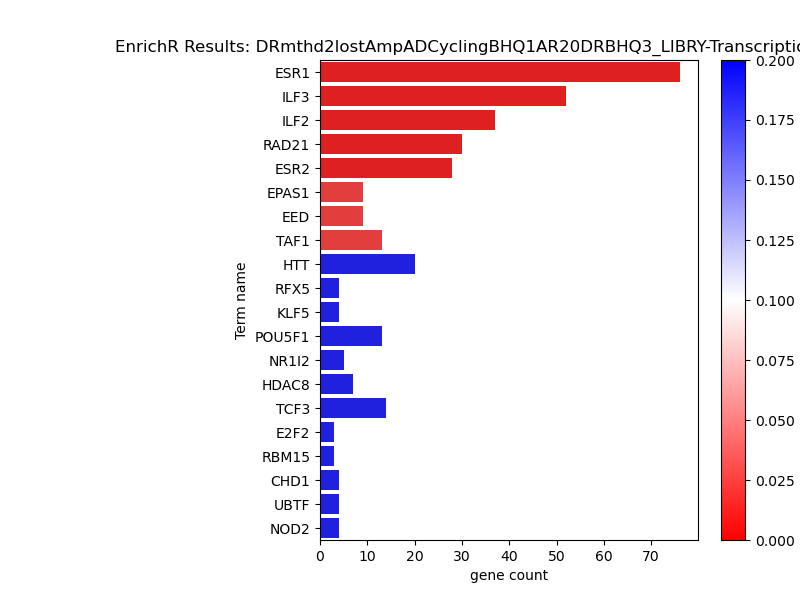 EnrichR Results: DRmthd2lostAmpADCyclingBHQ1AR20DRBHQ3_LIBRY-Transcriptio
ESR1
ILF3
ILF2
RAD21
ESR2
EPAS1
EED
TAF1
HTT
RFX5
KLF5
POU5F1
NR1I2
HDAC8
TCF3
E2F2
RBM15
CHD1
UBTF
NOD2
Term name
0 10 20 30 40 50 60 70
gene count
0.200
0.175
0.150
0.125
0.100
0.075
0.050
0.025
0.000